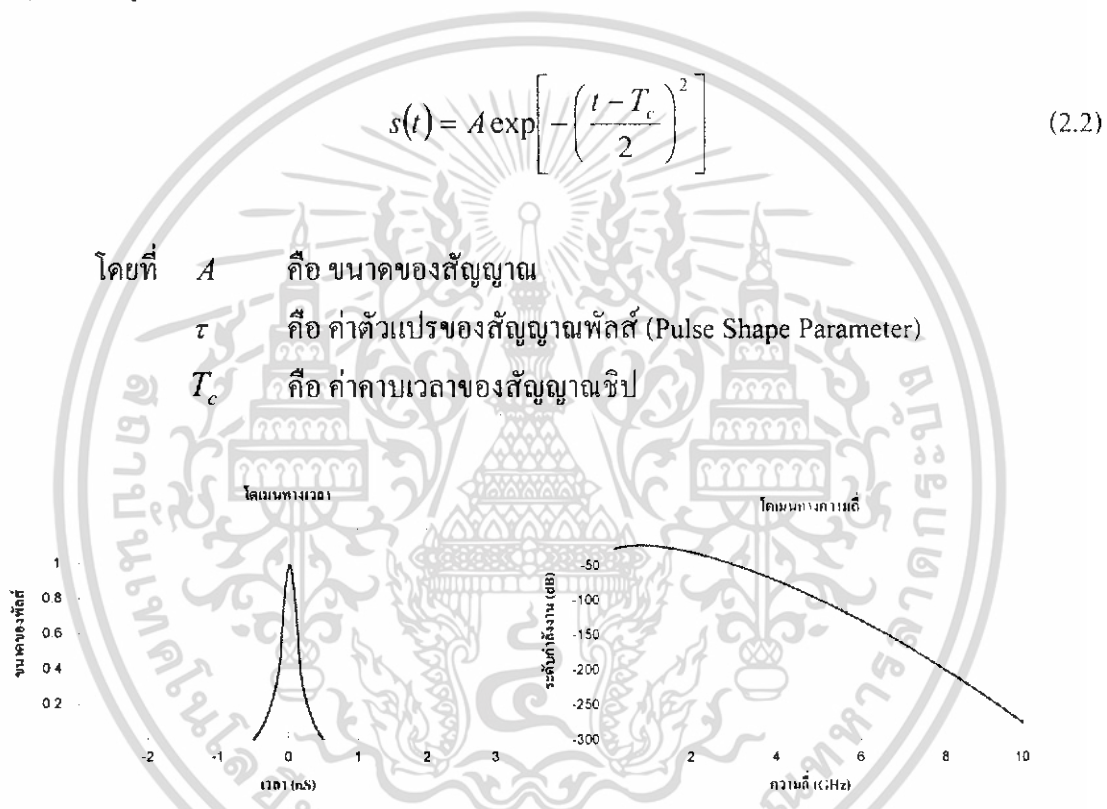 s(t) = A exp[ -( (t - T_c) / 2 )^2 ] (2.2)
โดยที่ A คือ ขนาดของสัญญาณ
τ คือ ค่าตัวแปรของสัญญาณพัลส์ (Pulse Shape Parameter)
T_c คือ ค่าคาบเวลาของสัญญาณชิป
โดเมนทางเวลา
ขนาดของพัลส์
1
0.8
0.6
0.4
0.2
-2 -1 0 1 2 3
เวลา (nS)
โดเมนทางความถี่
ระดับกำลังงาน (dB)
-50
-100
-150
-200
-250
-300
2 4 6 8 10
ความถี่ (GHz)